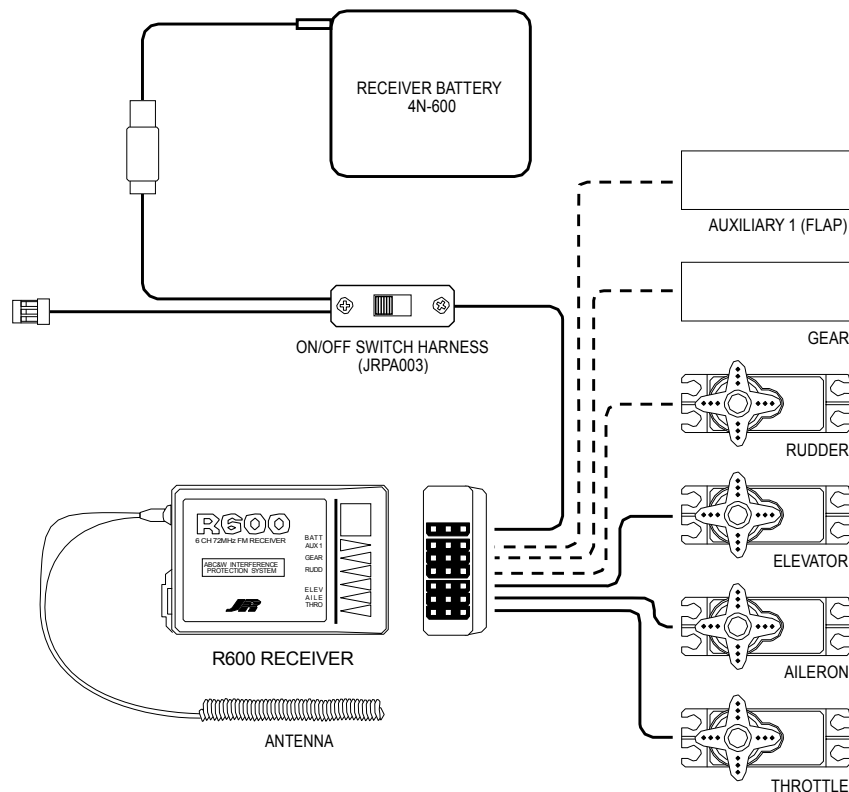 RECEIVER BATTERY
4N-600
AUXILIARY 1 (FLAP)
GEAR
ON/OFF SWITCH HARNESS
(JRPA003)
RUDDER
ELEVATOR
AILERON
THROTTLE
R600
6 CH 72MHz FM RECEIVER
ABC&W INTERFERENCE
PROTECTION SYSTEM
JR
BATT
AUX 1
GEAR
RUDD
ELEV
AILE
THRO
R600 RECEIVER
ANTENNA